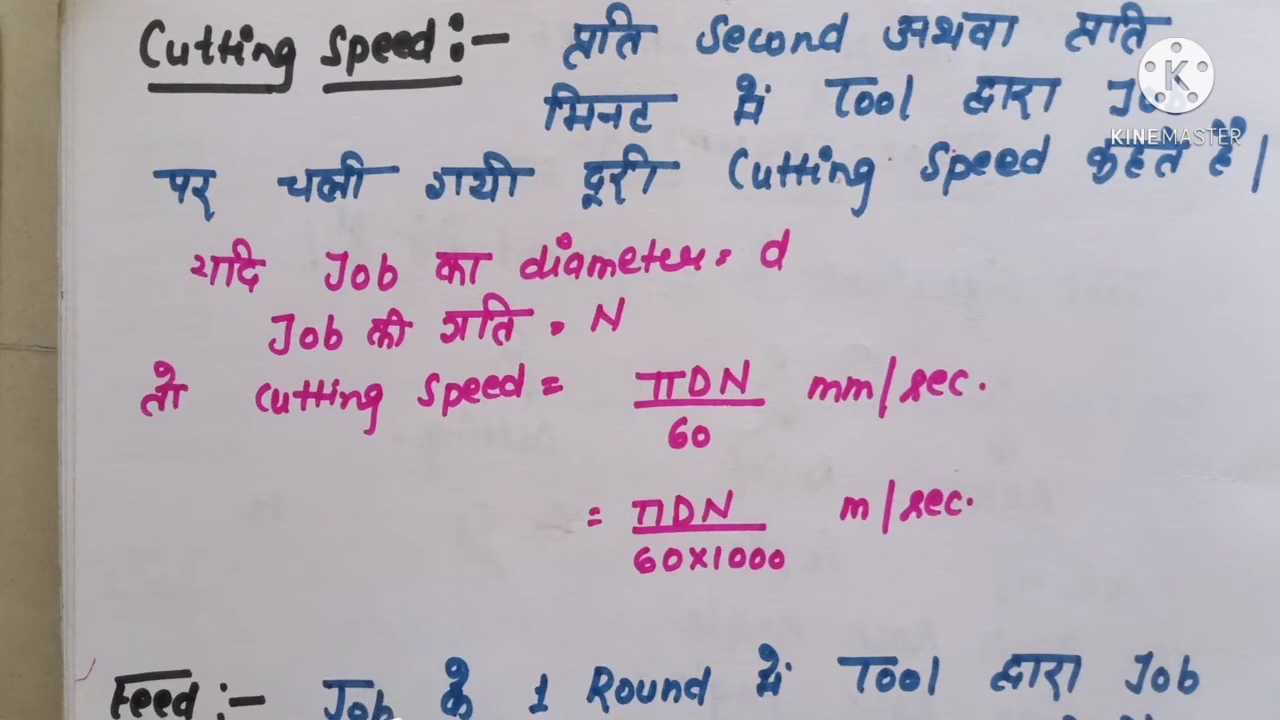 Cutting Speed:- प्रति Second अथवा प्रति
मिनट में Tool द्वारा Job
KINEMASTER
पर चली गयी दूरी Cutting Speed कहते हैं।
यदि Job का diameter = d
Job की गति = N
तो Cutting Speed = πDN/60 mm/sec.
= πDN/60×1000 m/sec.
Feed:- Job के 1 Round में Tool द्वारा Job